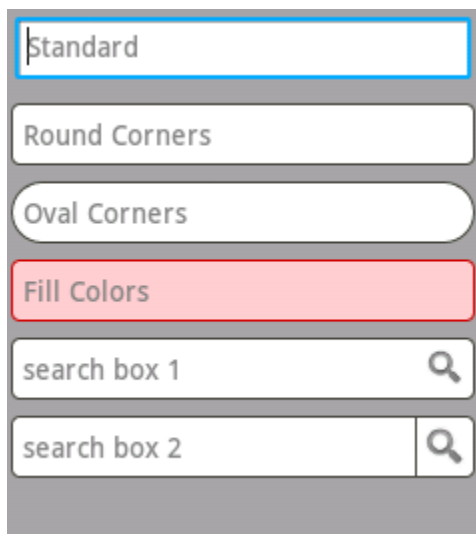 Standard
Round Corners
Oval Corners
Fill Colors
search box 1
search box 2